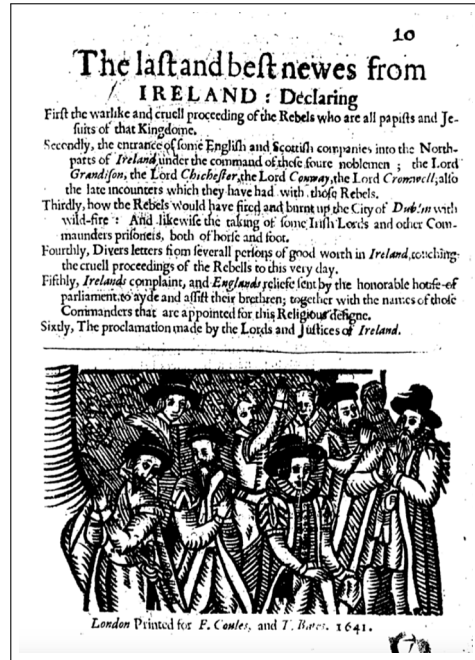 10
The laſt and beſt newes from
IRELAND : Declaring
Firſt the warlike and cruell proceeding of the Rebels who are all papiſts and Je-
ſuits of that Kingdome.
Secondly, the entrance of ſome Engliſh and Scottiſh companies into the North-
parts of Ireland, under the command of thoſe foure noblemen ; the Lord
Grandiſon, the Lord Chicheſter, the Lord Conway, the Lord Cromwell; alſo
the late incounters which they have had with thoſe Rebels.
Thirdly, how the Rebels would have fired and burnt up the City of Dublin with
wild-fire : And likewiſe the taking of ſome Iriſh Lords and other Com-
maunders priſoners, both of horſe and foot.
Fourthly, Divers letters from ſeverall perſons of good worth in Ireland, touching
the cruell proceedings of the Rebells to this very day.
Fifthly, Irelands complaint, and Englands reliefe ſent by the honorable houſe of
parliament, to ayde and aſſiſt their brethren; together with the names of thoſe
Commanders that are appointed for this Religious deſigne.
Sixtly, The proclamation made by the Lords and Juſtices of Ireland.
London Printed for F. Coules, and T. Bates. 1641.